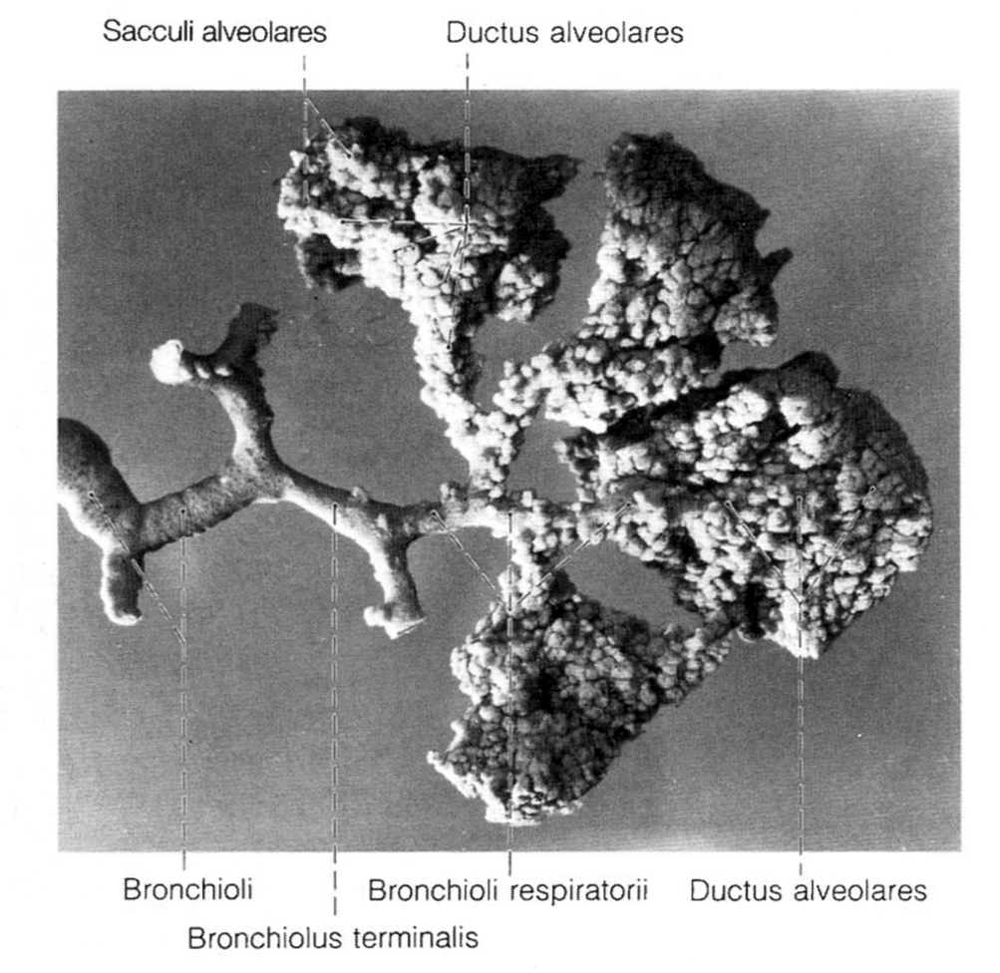 Sacculi alveolares
Ductus alveolares
Bronchioli
Bronchioli respiratorii
Ductus alveolares
Bronchiolus terminalis